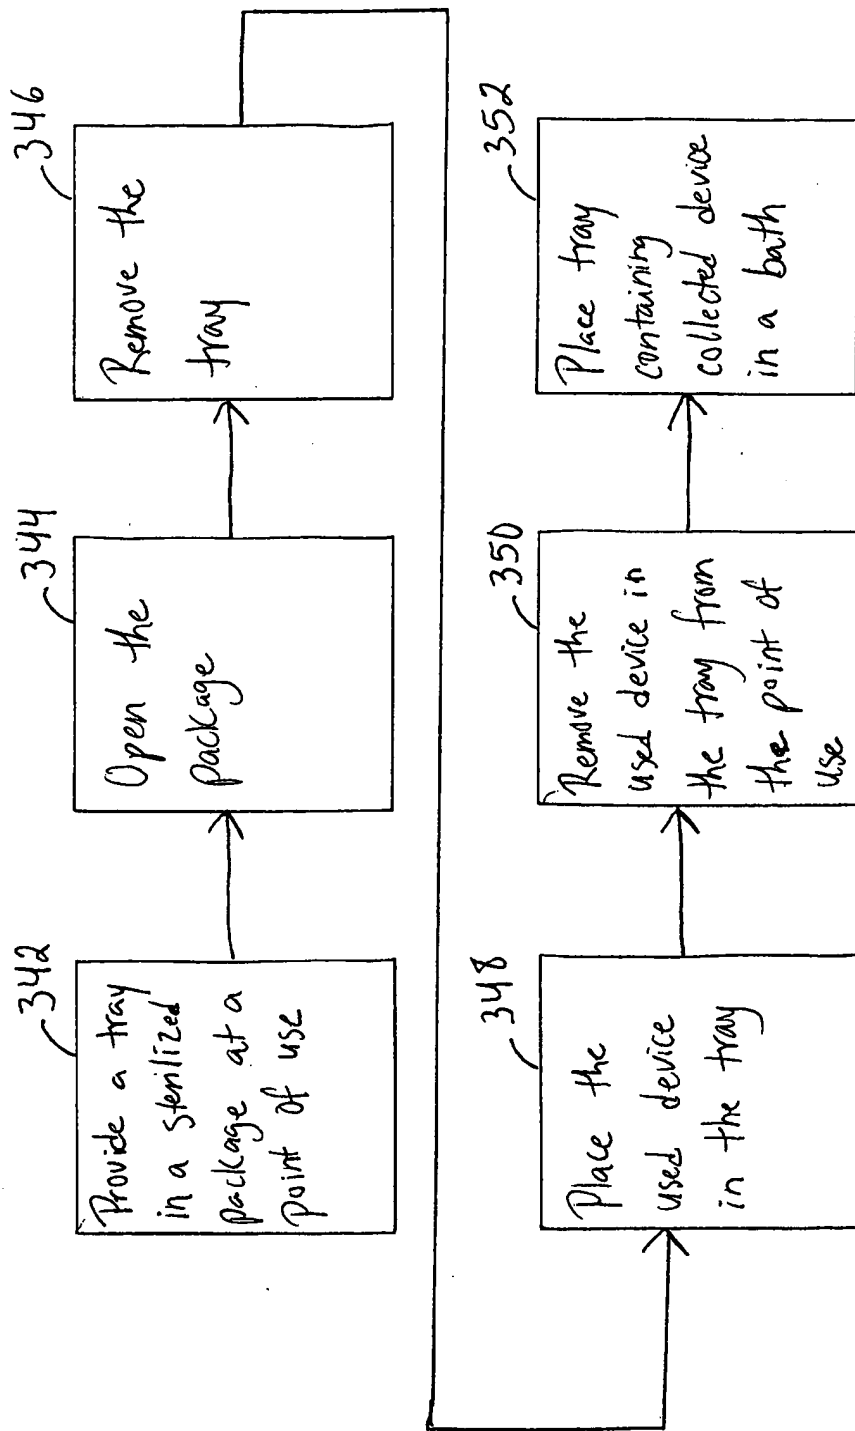 342
Provide a tray
in a sterilized
package at a
point of use
344
Open the
package
346
Remove the
tray
348
Place the
used device
in the tray
350
Remove the
used device in
the tray from
the point of
use
352
Place tray
containing
collected device
in a bath